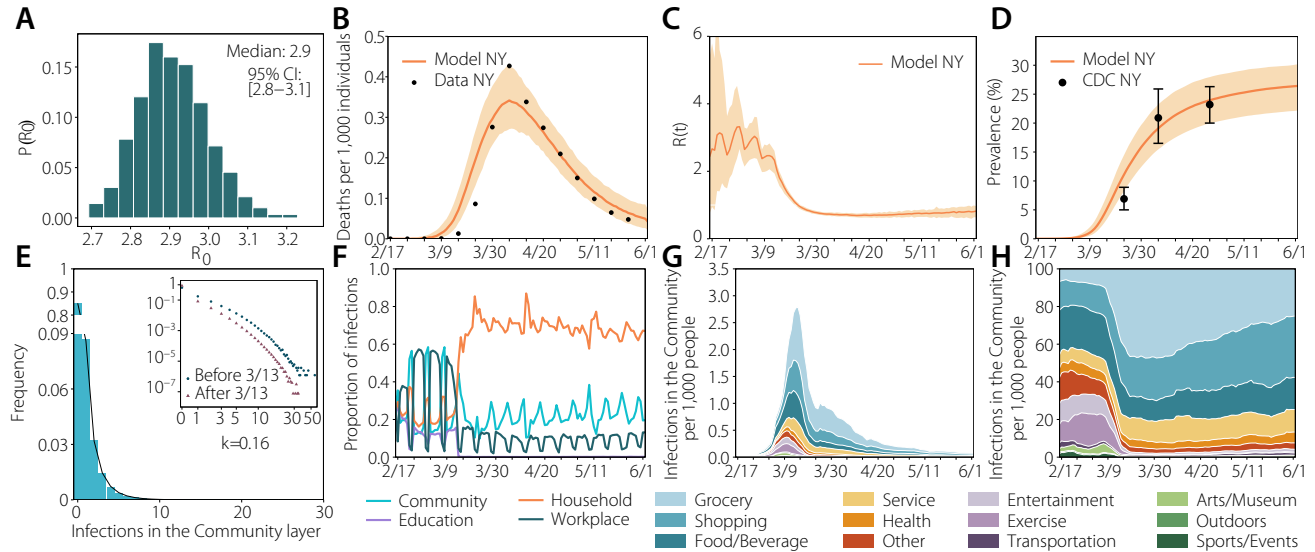 A
Median: 2.9
95% CI:
[2.8–3.1]
P(R0)
0.15
0.10
0.05
0.00
2.7 2.8 2.9 3.0 3.1 3.2
R0
B
Model NY
Data NY
Deaths per 1,000 individuals
0.5
0.4
0.3
0.2
0.1
0.0
2/17 3/9 3/30 4/20 5/11 6/1
C
Model NY
R(t)
6
4
2
0
2/17 3/9 3/30 4/20 5/11 6/1
D
Model NY
CDC NY
Prevalence (%)
30
25
20
15
10
5
0
2/17 3/9 3/30 4/20 5/11 6/1
E
Frequency
1
0.9
0.8
0.09
0.06
0.03
0
0 10 20 30
Infections in the Community layer
1
10-1
10-3
10-5
10-7
Before 3/13
After 3/13
0 1 3 5 10 30 50
k=0.16
F
Proportion of infections
1.0
0.8
0.6
0.4
0.2
0.0
2/17 3/9 3/30 4/20 5/11 6/1
Community
Household
Education
Workplace
G
Infections in the Community
per 1,000 people
3.5
3.0
2.5
2.0
1.5
1.0
0.5
0.0
2/17 3/9 3/30 4/20 5/11 6/1
H
Infections in the Community
per 1,000 people
100
80
60
40
20
0
2/17 3/9 3/30 4/20 5/11 6/1
Grocery
Service
Entertainment
Arts/Museum
Shopping
Health
Exercise
Outdoors
Food/Beverage
Other
Transportation
Sports/Events